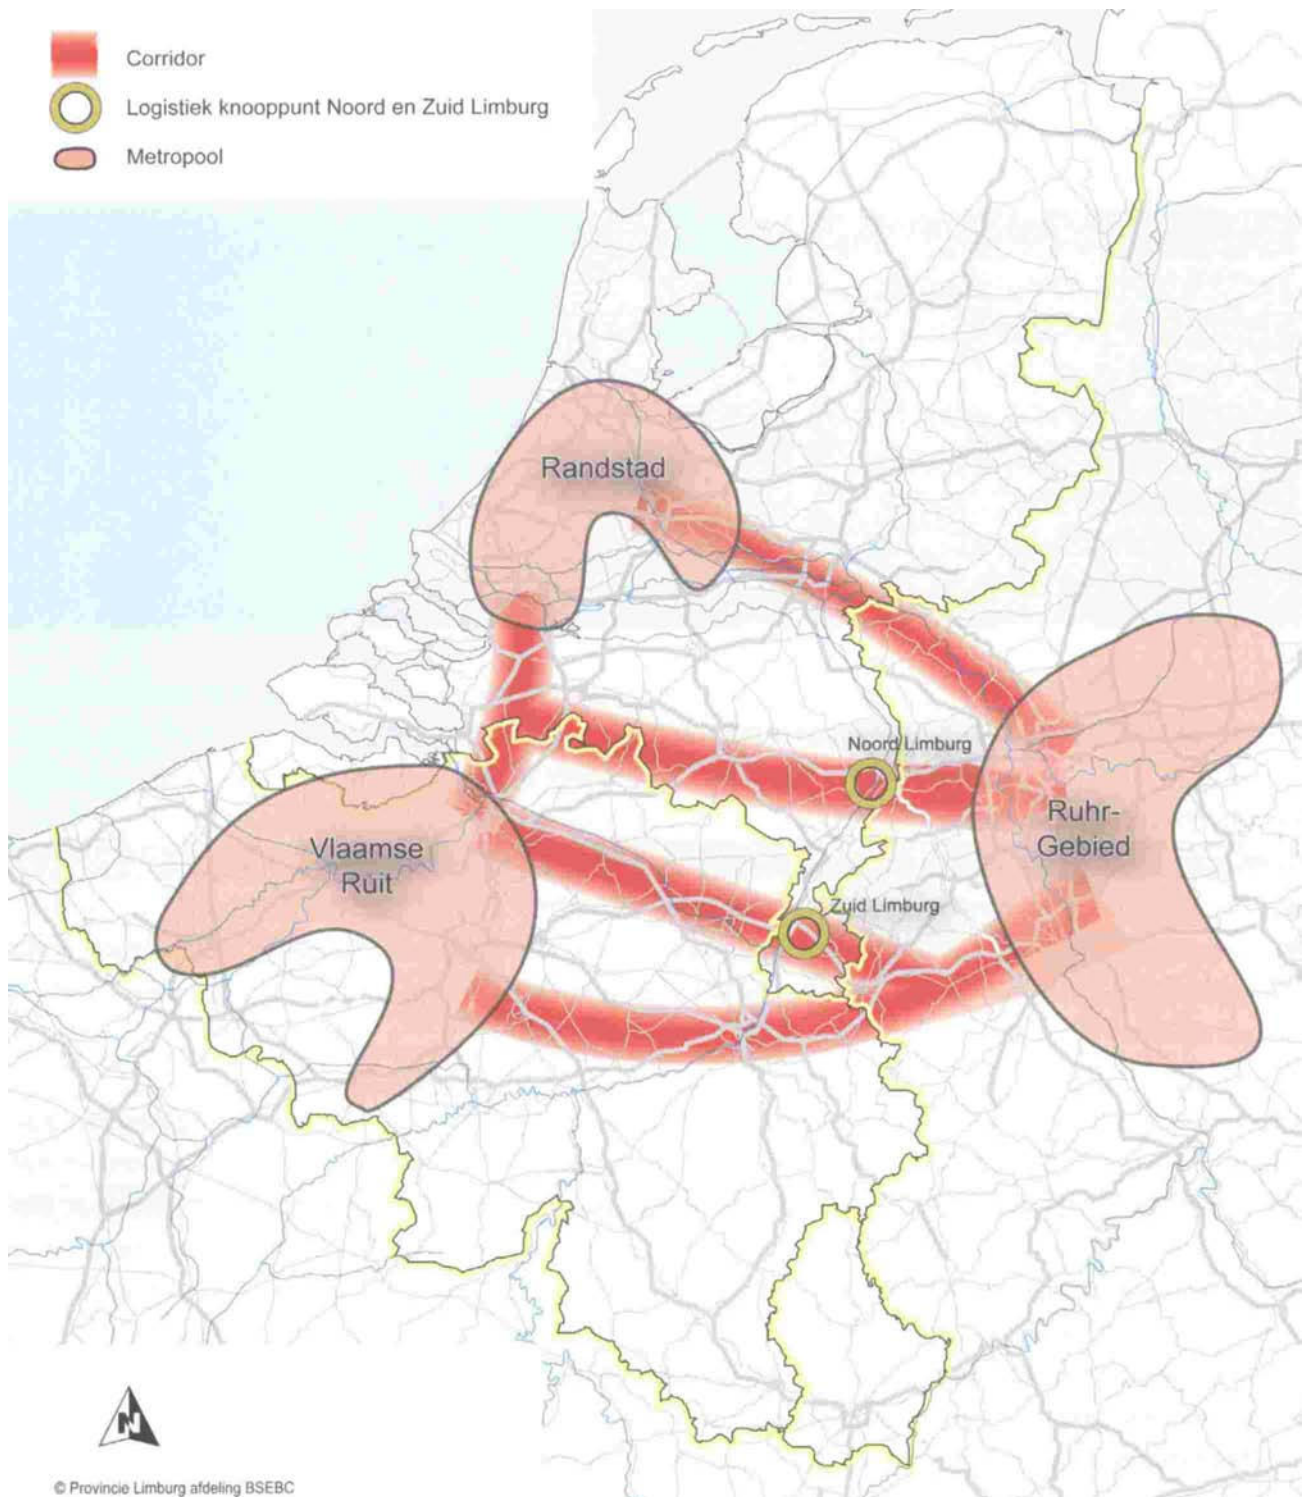 Corridor
Logistiek knooppunt Noord en Zuid Limburg
Metropool
Randstad
Noord Limburg
Ruhr-
Gebied
Vlaamse
Ruit
Zuid Limburg
N
© Provincie Limburg afdeling BSEBC